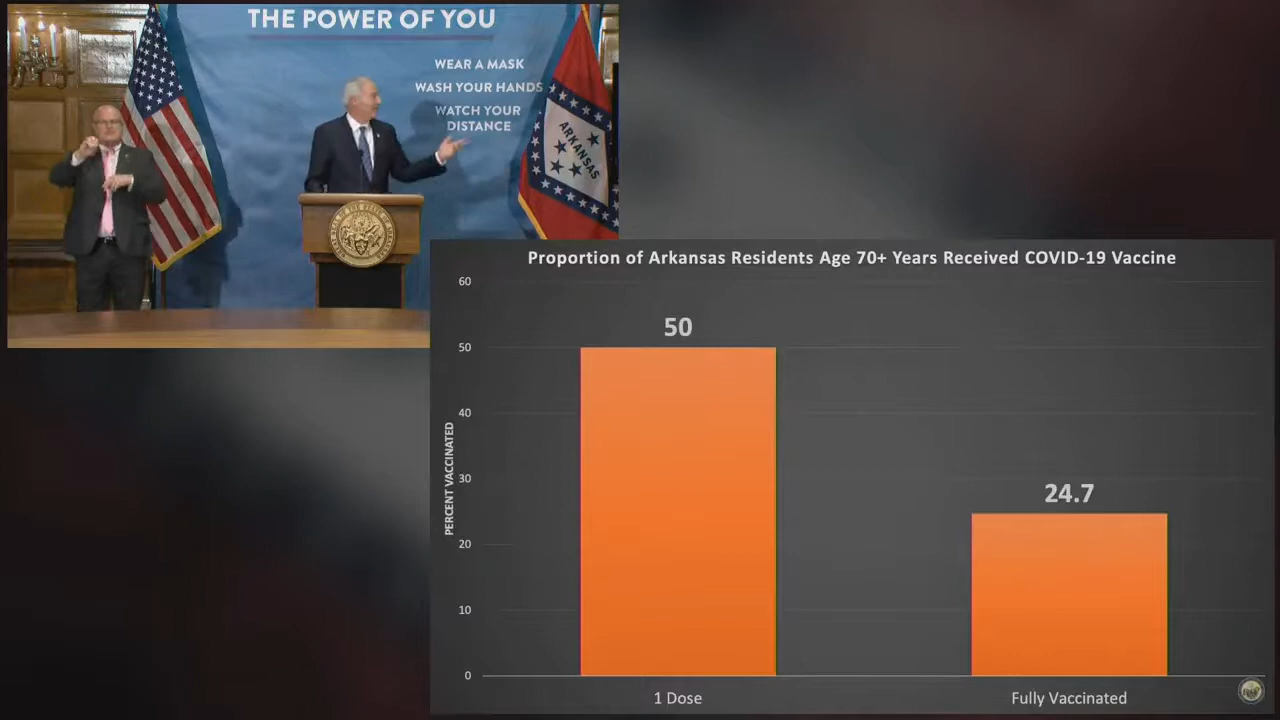 THE POWER OF YOU
WEAR A MASK
WASH YOUR HANDS
WATCH YOUR
DISTANCE
ARKANSAS
Proportion of Arkansas Residents Age 70+ Years Received COVID-19 Vaccine
PERCENT VACCINATED
60
50
40
30
20
10
0
50
24.7
1 Dose
Fully Vaccinated